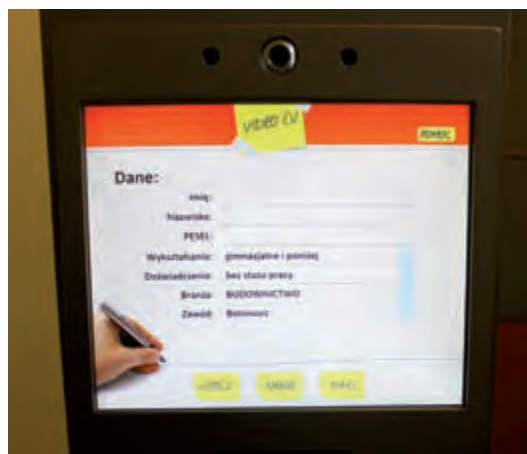 VIDEO CV
POMOC
Dane:
Imię:
Nazwisko:
PESEL:
Wykształcenie: gimnazjalne i poniżej
Doświadczenie: bez stażu pracy
Branża: BUDOWNICTWO
Zawód: Betoniarz